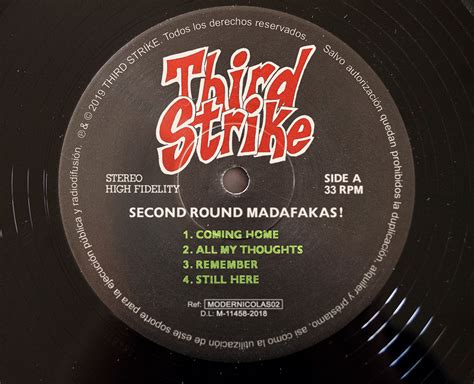 ℗ & © 2019 THIRD STRIKE. Todos los derechos reservados. Salvo autorización quedan prohibidos la duplicación, alquiler y préstamo, así como la utilización de este soporte para la ejecución pública y radiodifusión.
Third
Strike
STEREO
HIGH FIDELITY
SIDE A
33 RPM
SECOND ROUND MADAFAKAS!
1. COMING HOME
2. ALL MY THOUGHTS
3. REMEMBER
4. STILL HERE
Ref: MODERNICOLAS02
D.L: M-11458-2018